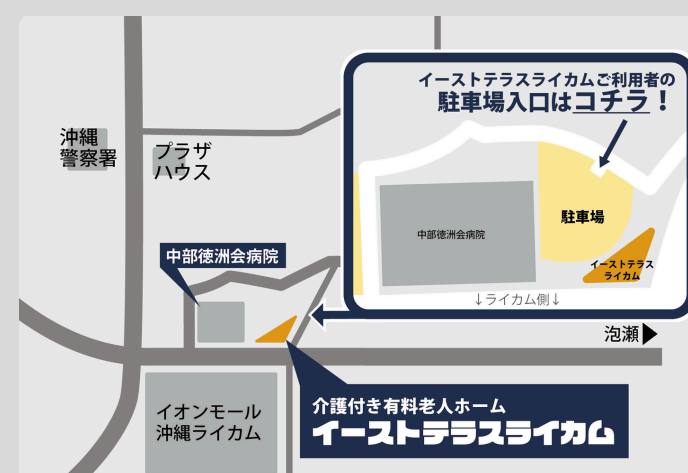 イーストテラスライカムご利用者の
駐車場入口はコチラ！
沖縄
警察署
プラザ
ハウス
駐車場
中部徳洲会病院
イーストテラス
ライカム
↓ライカム側↓
中部徳洲会病院
泡瀬▶
イオンモール
沖縄ライカム
介護付き有料老人ホーム
イーストテラスライカム